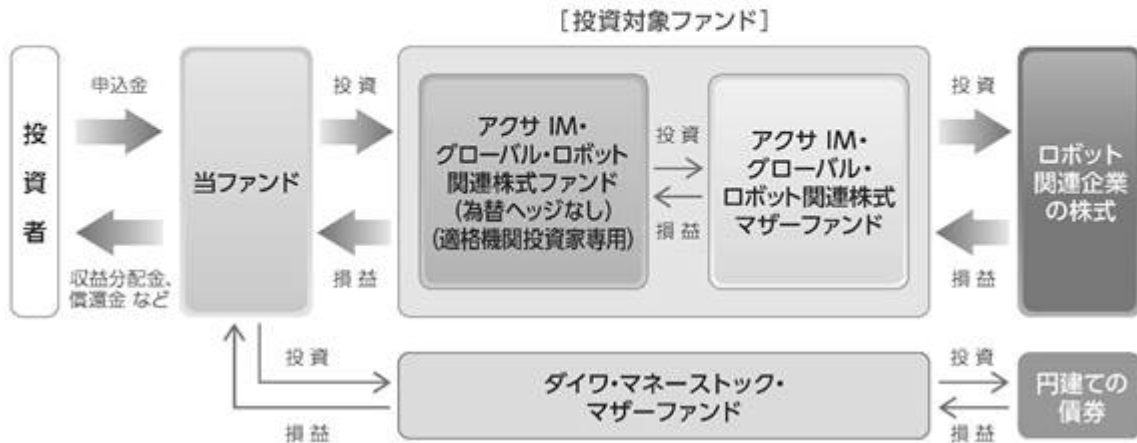 ［投資対象ファンド］
投資者
申込金
収益分配金、
償還金 など
当ファンド
投資
損益
アクサ IM・
グローバル・ロボット
関連株式ファンド
(為替ヘッジなし)
(適格機関投資家専用)
投資
損益
アクサ IM・
グローバル・
ロボット関連株式
マザーファンド
投資
損益
ロボット
関連企業
の株式
投資
損益
ダイワ・マネーストック・
マザーファンド
投資
損益
円建ての
債券